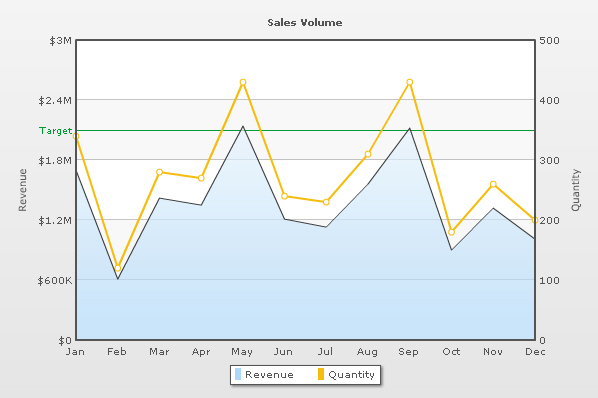 Sales Volume
$3M
500
$2.4M
400
Target
$1.8M
300
Revenue
Quantity
$1.2M
200
$600K
100
$0
0
Jan Feb Mar Apr May Jun Jul Aug Sep Oct Nov Dec
Revenue Quantity